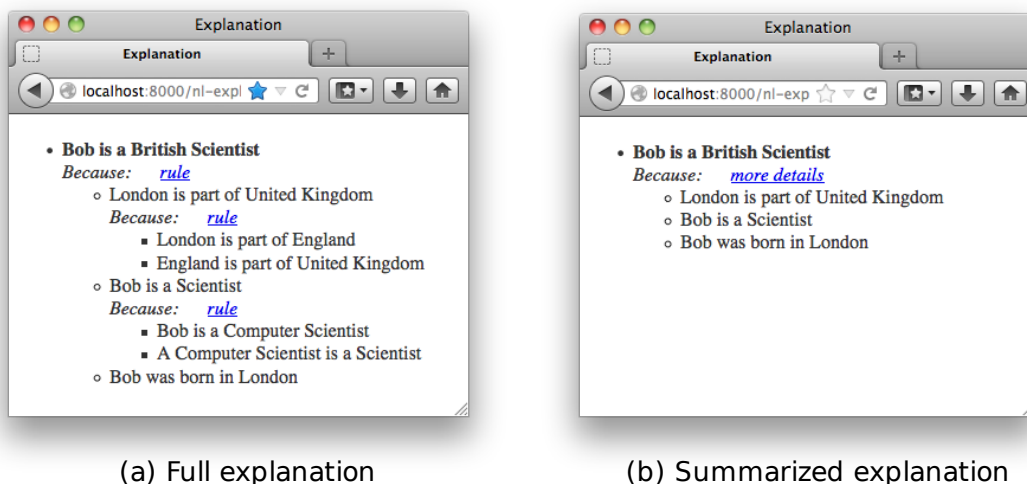 Explanation
Explanation
localhost:8000/nl-expl
• Bob is a British Scientist
Because: rule
◦ London is part of United Kingdom
Because: rule
▪ London is part of England
▪ England is part of United Kingdom
◦ Bob is a Scientist
Because: rule
▪ Bob is a Computer Scientist
▪ A Computer Scientist is a Scientist
◦ Bob was born in London
(a) Full explanation
Explanation
Explanation
localhost:8000/nl-exp
• Bob is a British Scientist
Because: more details
◦ London is part of United Kingdom
◦ Bob is a Scientist
◦ Bob was born in London
(b) Summarized explanation